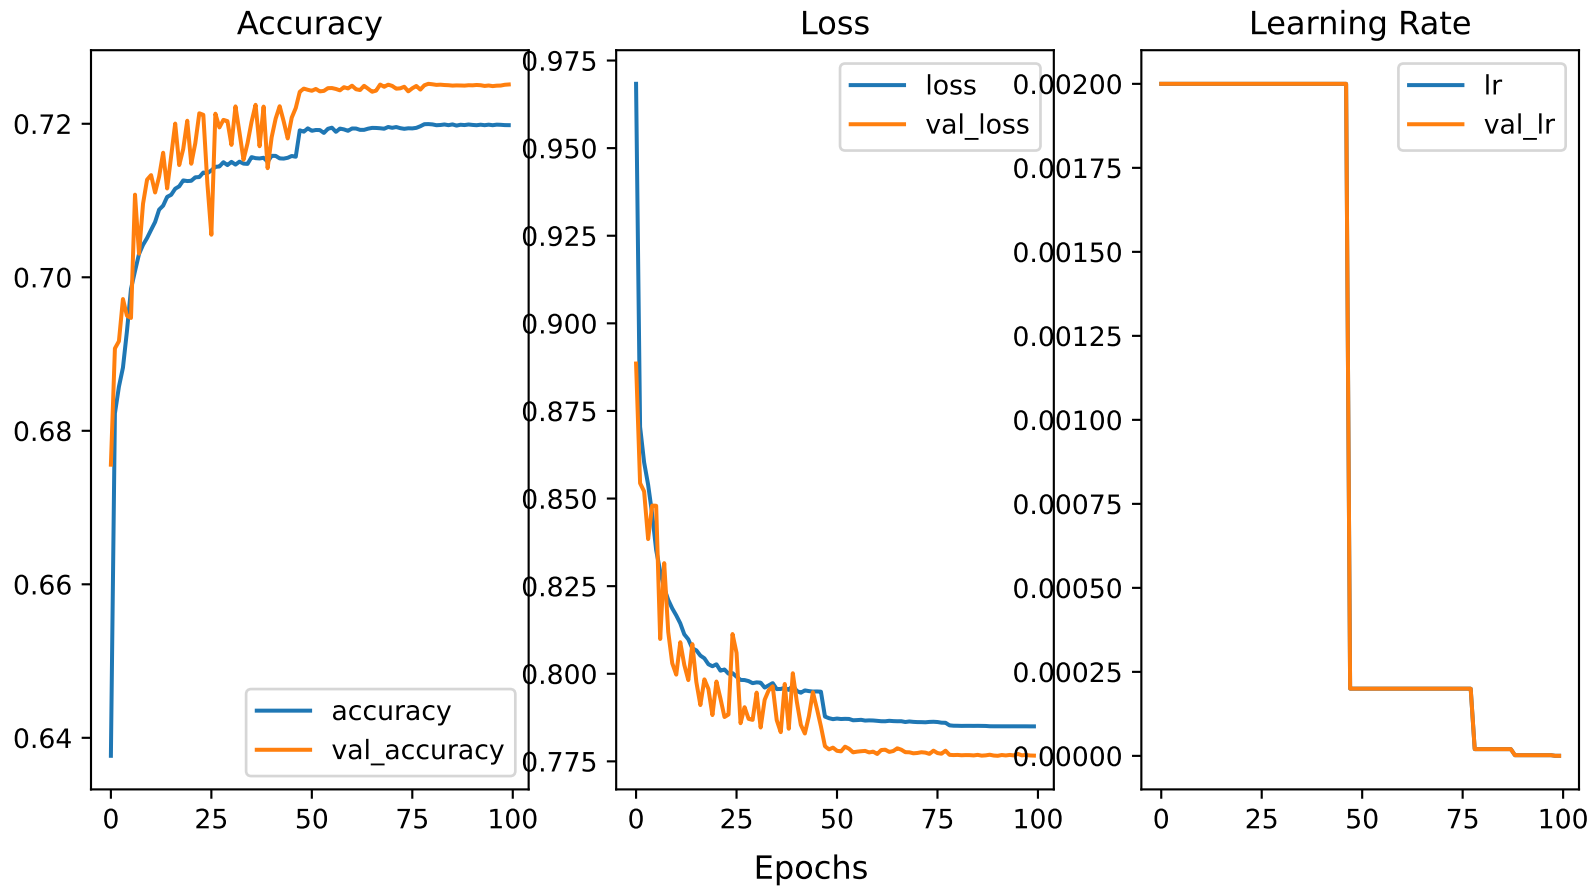 Accuracy
0.72
0.70
0.68
0.66
0.64
accuracy
val_accuracy
0 25 50 75 100
Loss
0.975
0.950
0.925
0.900
0.875
0.850
0.825
0.800
0.775
loss
val_loss
0 25 50 75 100
Epochs
Learning Rate
0.00200
0.00175
0.00150
0.00125
0.00100
0.00075
0.00050
0.00025
0.00000
lr
val_lr
0 25 50 75 100